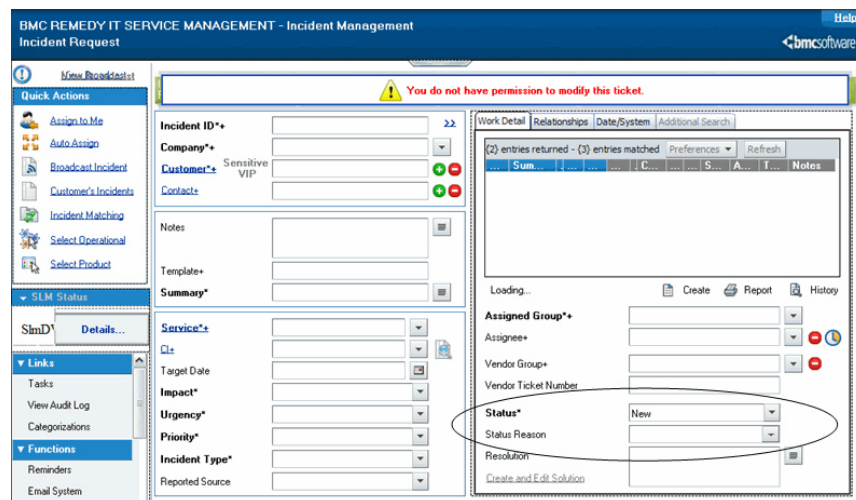 BMC REMEDY IT SERVICE MANAGEMENT - Incident Management
Help
Incident Request
bmcsoftware
You do not have permission to modify this ticket.
Quick Actions
Assign to Me
Auto Assign
Broadcast Incident
Customer's Incidents
Incident Matching
Select Operational
Select Product
SLM Status
Details...
Links
Tasks
View Audit Log
Categorizations
Functions
Reminders
Email System
Incident ID*+
Company*+
Customer*+ Sensitive VIP
Contact+
Notes
Template+
Summary*
Service*+
CI+
Target Date
Impact*
Urgency*
Priority*
Incident Type*
Reported Source
Work Detail Relationships Date/System Additional Search
{2} entries returned - {3} entries matched Preferences Refresh
... Sum... ... ... C... ... ... S... A... T... Notes
Loading... Create Report History
Assigned Group*+
Assignee+
Vendor Group+
Vendor Ticket Number
Status* New
Status Reason
Resolution
Create and Edit Solution